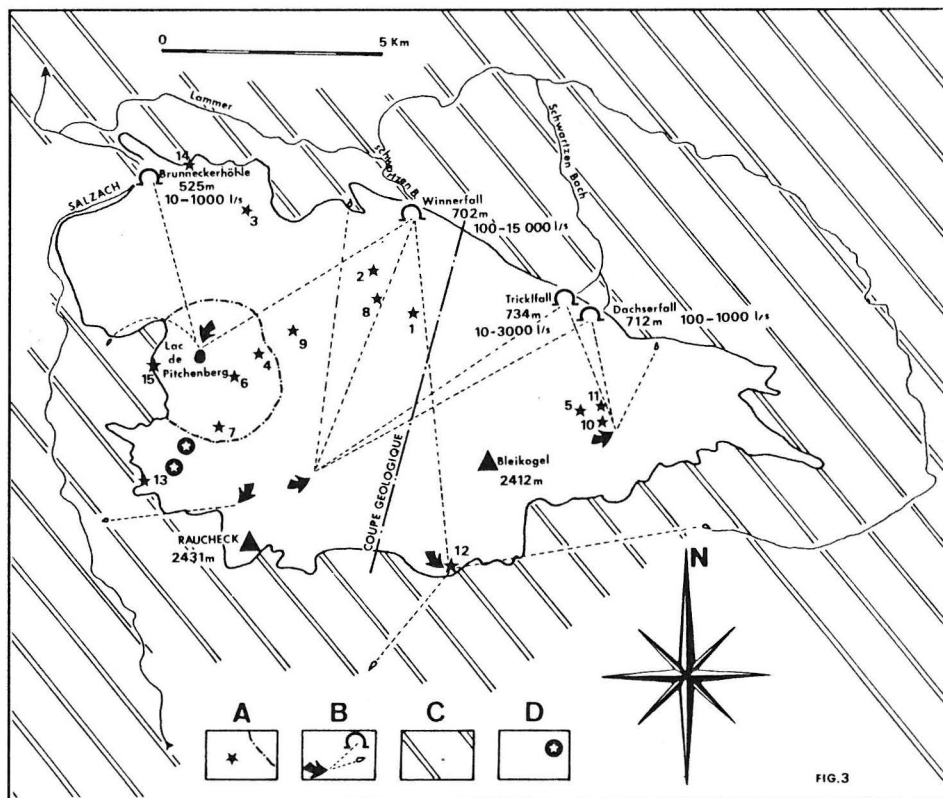 0 5 Km
Lammer
Schwartzen B.
Schwartzen Bach
SALZACH
14
Brunneckerhöhle
525m
10-1000 l/s
3
Winnerfall
702m
100-15 000 l/s
2
8
1
Tricklfall
734m
10-3000 l/s
Dachserfall
712m 100-1000 l/s
9
4
Lac
de
Pitchenberg
15
6
7
5
11
10
13
COUPE GEOLOGIQUE
Bleikogel
2412m
RAUCHECK
2431m
12
N
A B C D
FIG.3